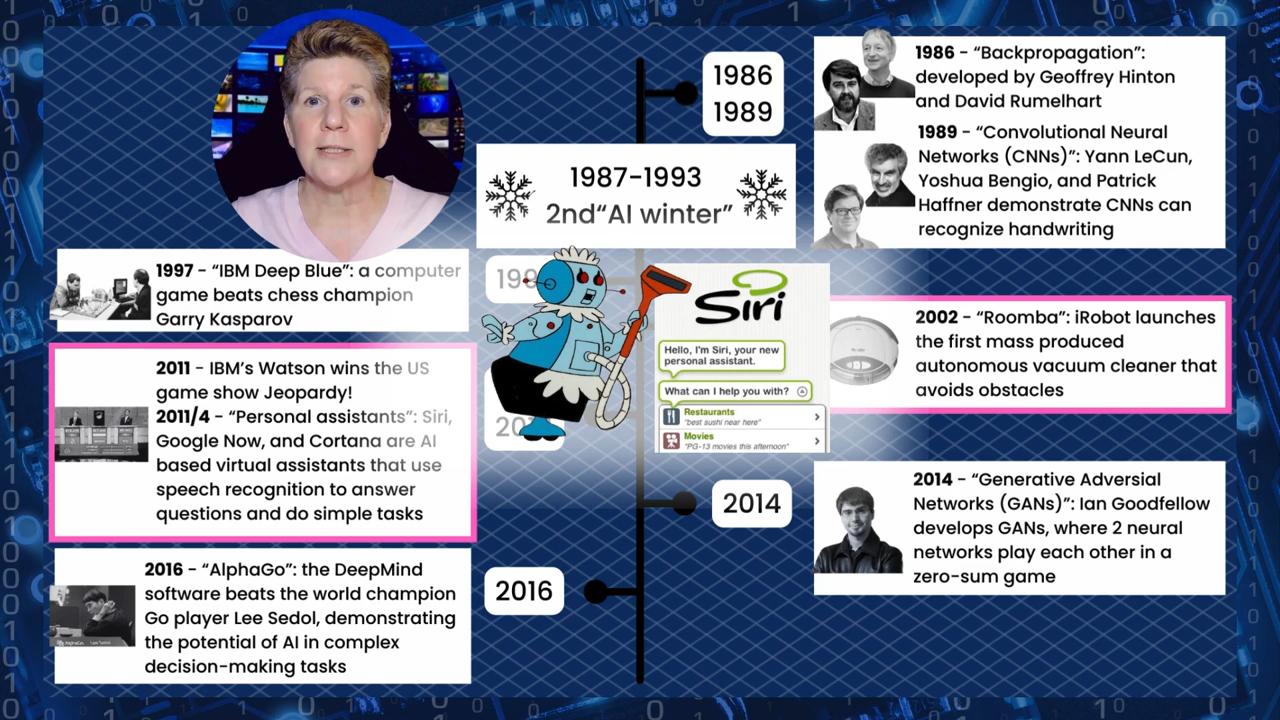 1986
1989
1986 - “Backpropagation”:
developed by Geoffrey Hinton
and David Rumelhart
1989 - “Convolutional Neural
Networks (CNNs)”: Yann LeCun,
Yoshua Bengio, and Patrick
Haffner demonstrate CNNs can
recognize handwriting
1987-1993
2nd“AI winter”
1997 - “IBM Deep Blue”: a computer
game beats chess champion
Garry Kasparov
199
Siri
Hello, I'm Siri, your new
personal assistant.
What can I help you with?
Restaurants
"best sushi near here"
Movies
"PG-13 movies this afternoon"
2002 - “Roomba”: iRobot launches
the first mass produced
autonomous vacuum cleaner that
avoids obstacles
2011 - IBM’s Watson wins the US
game show Jeopardy!
2011/4 - “Personal assistants”: Siri,
Google Now, and Cortana are AI
based virtual assistants that use
speech recognition to answer
questions and do simple tasks
20
2014
2014 - “Generative Adversial
Networks (GANs)”: Ian Goodfellow
develops GANs, where 2 neural
networks play each other in a
zero-sum game
2016 - “AlphaGo”: the DeepMind
software beats the world champion
Go player Lee Sedol, demonstrating
the potential of AI in complex
decision-making tasks
2016